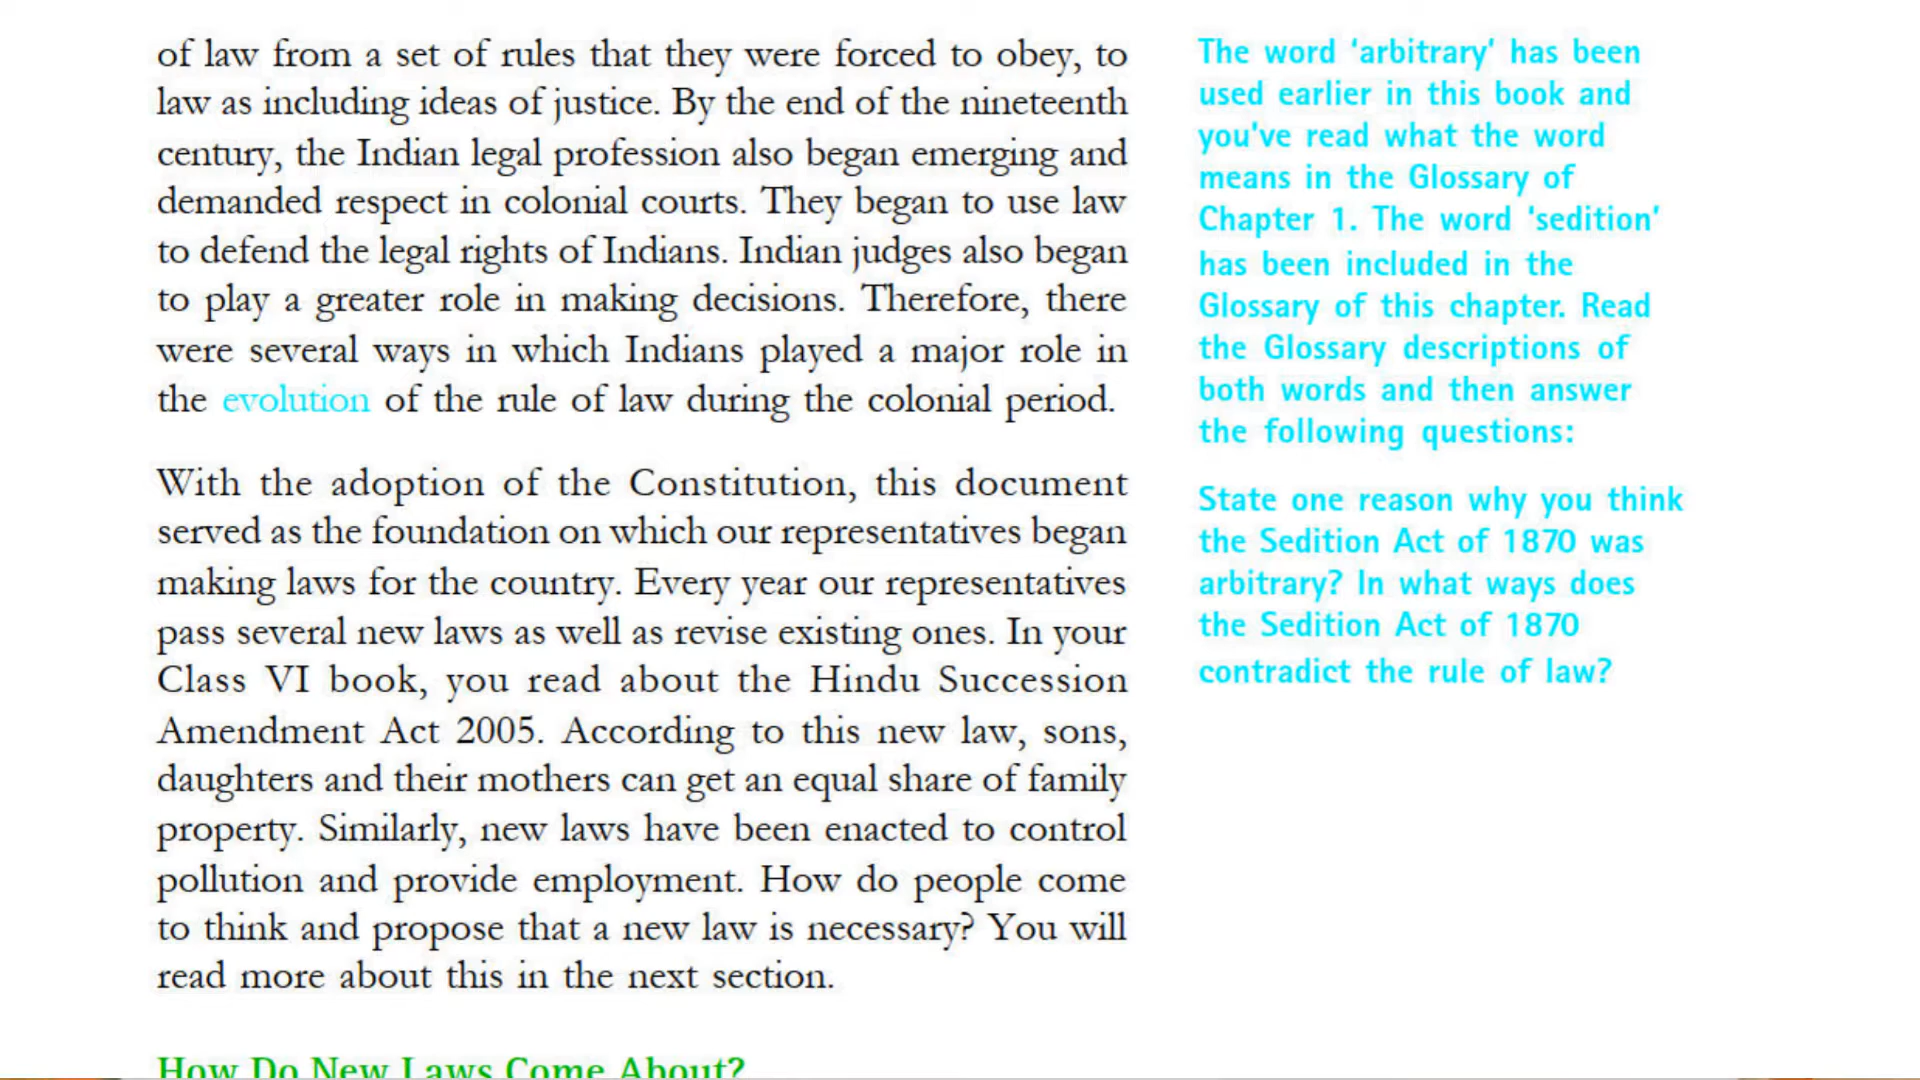 of law from a set of rules that they were forced to obey, to
law as including ideas of justice. By the end of the nineteenth
century, the Indian legal profession also began emerging and
demanded respect in colonial courts. They began to use law
to defend the legal rights of Indians. Indian judges also began
to play a greater role in making decisions. Therefore, there
were several ways in which Indians played a major role in
the evolution of the rule of law during the colonial period.
With the adoption of the Constitution, this document
served as the foundation on which our representatives began
making laws for the country. Every year our representatives
pass several new laws as well as revise existing ones. In your
Class VI book, you read about the Hindu Succession
Amendment Act 2005. According to this new law, sons,
daughters and their mothers can get an equal share of family
property. Similarly, new laws have been enacted to control
pollution and provide employment. How do people come
to think and propose that a new law is necessary? You will
read more about this in the next section.
How Do New Laws Come About?
The word ‘arbitrary’ has been
used earlier in this book and
you've read what the word
means in the Glossary of
Chapter 1. The word ‘sedition’
has been included in the
Glossary of this chapter. Read
the Glossary descriptions of
both words and then answer
the following questions:
State one reason why you think
the Sedition Act of 1870 was
arbitrary? In what ways does
the Sedition Act of 1870
contradict the rule of law?